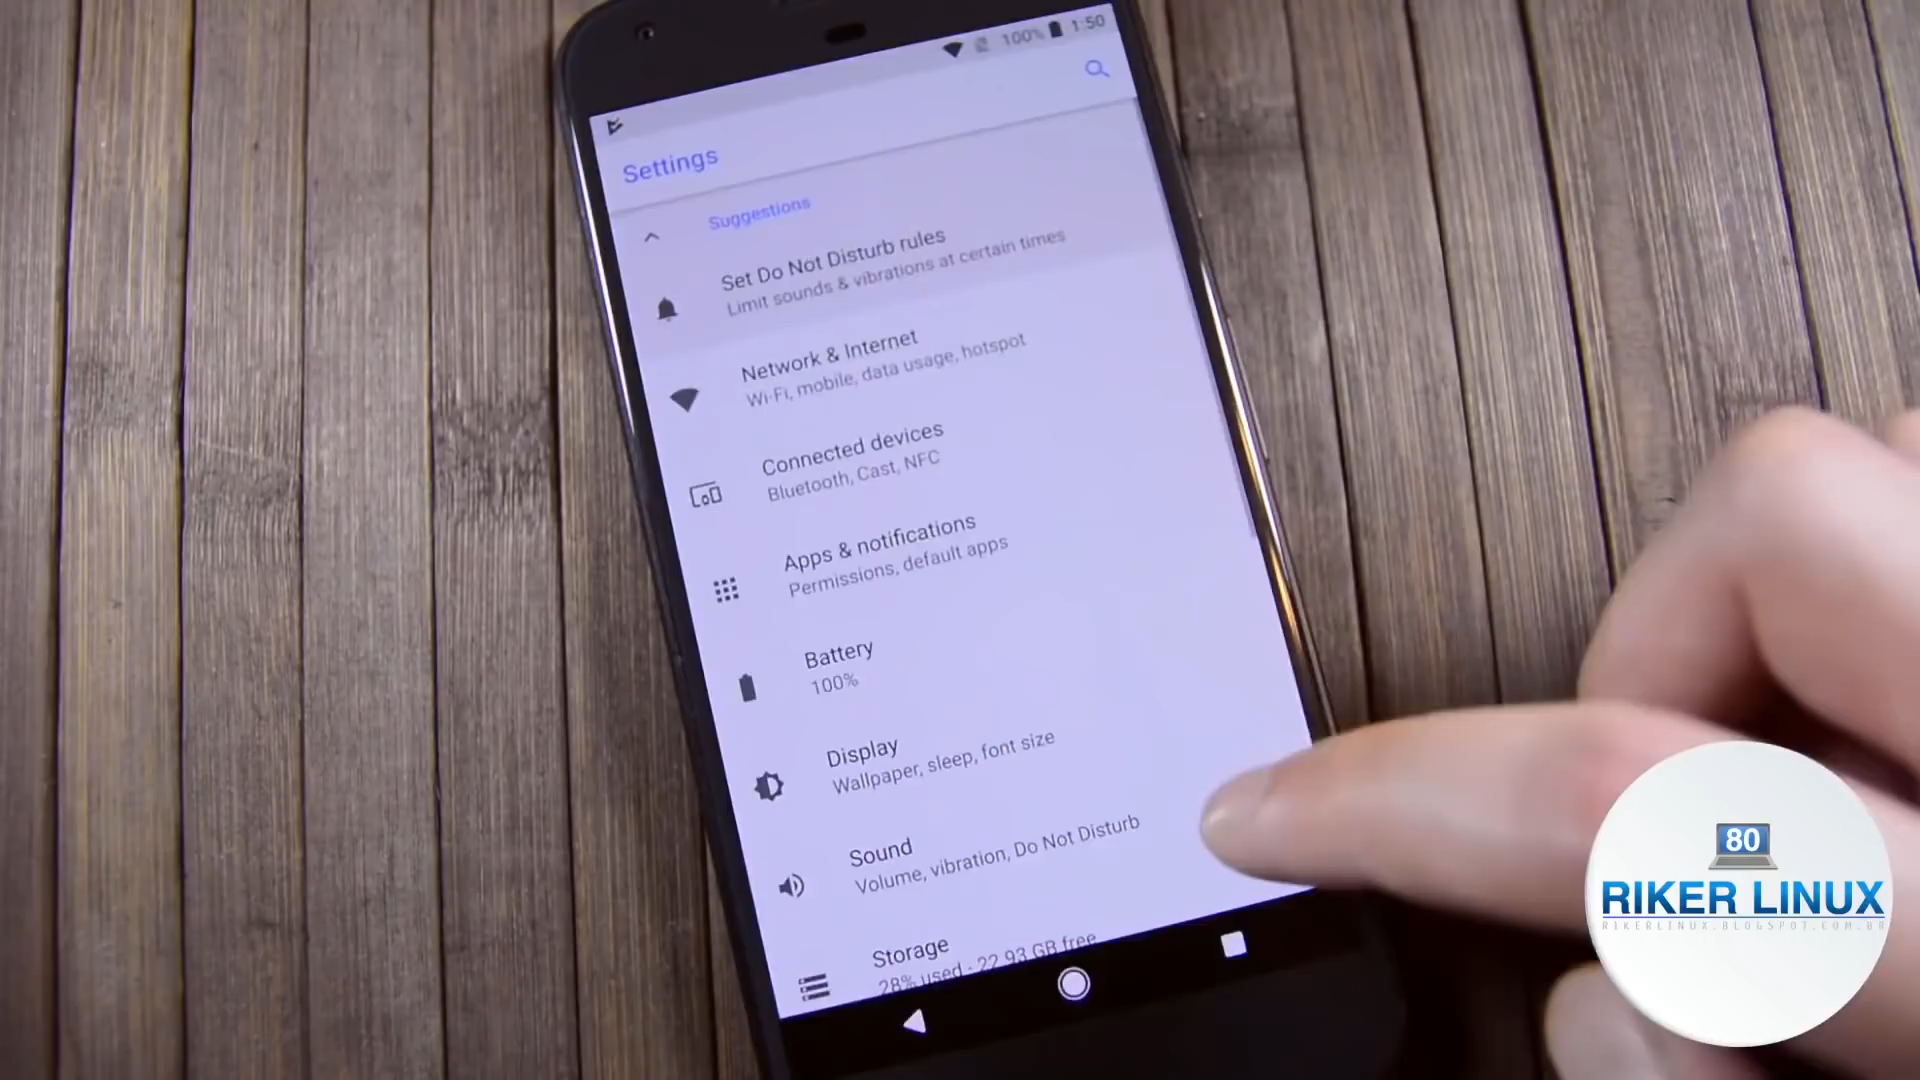 100% 1:50
Settings
Suggestions
Set Do Not Disturb rules
Limit sounds & vibrations at certain times
Network & Internet
Wi-Fi, mobile, data usage, hotspot
Connected devices
Bluetooth, Cast, NFC
Apps & notifications
Permissions, default apps
Battery
100%
Display
Wallpaper, sleep, font size
Sound
Volume, vibration, Do Not Disturb
Storage
28% used - 22.93 GB free
80
RIKER LINUX
RIKERLINUX.BLOGSPOT.COM.BR